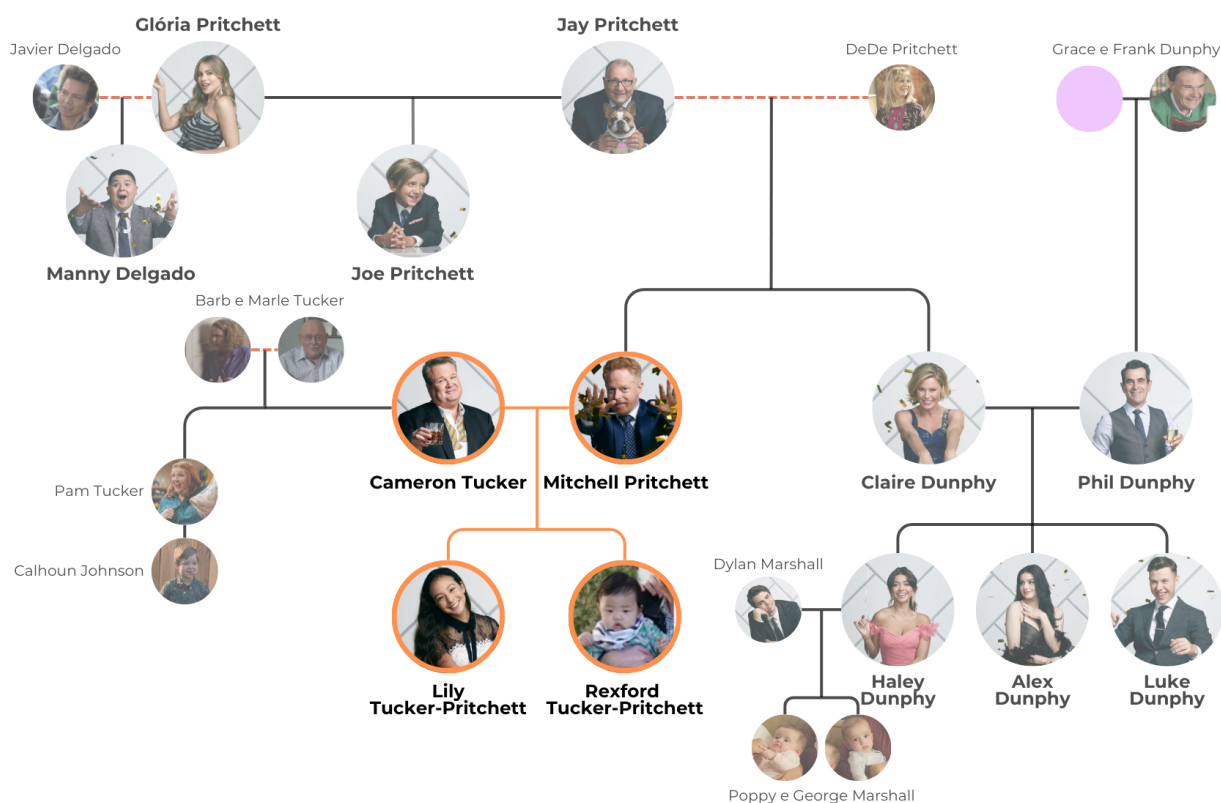 Glória Pritchett
Jay Pritchett
Javier Delgado
DeDe Pritchett
Grace e Frank Dunphy
Manny Delgado
Joe Pritchett
Barb e Marle Tucker
Cameron Tucker
Mitchell Pritchett
Claire Dunphy
Phil Dunphy
Pam Tucker
Calhoun Johnson
Dylan Marshall
Lily
Tucker-Pritchett
Rexford
Tucker-Pritchett
Haley
Dunphy
Alex
Dunphy
Luke
Dunphy
Poppy e George Marshall